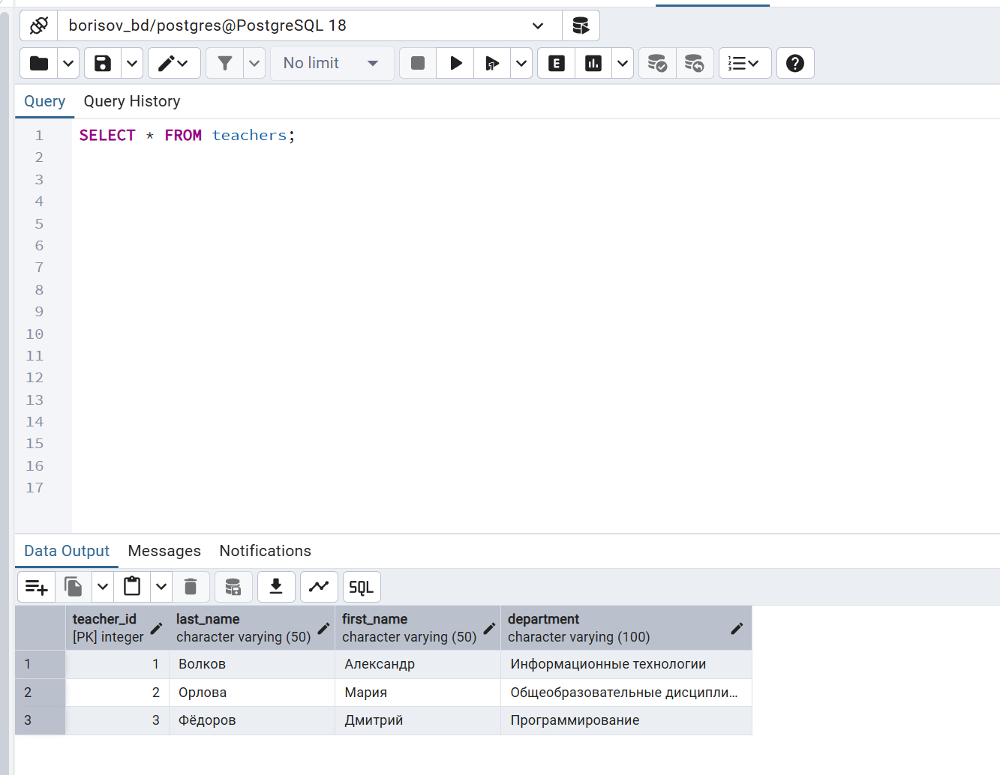 borisov_bd/postgres@PostgreSQL 18
No limit
E
Query Query History
1 SELECT * FROM teachers;
2
3
4
5
6
7
8
9
10
11
12
13
14
15
16
17
Data Output Messages Notifications
SQL
teacher_id last_name first_name department
[PK] integer character varying (50) character varying (50) character varying (100)
1 1 Волков Александр Информационные технологии
2 2 Орлова Мария Общеобразовательные дисципли…
3 3 Фёдоров Дмитрий Программирование